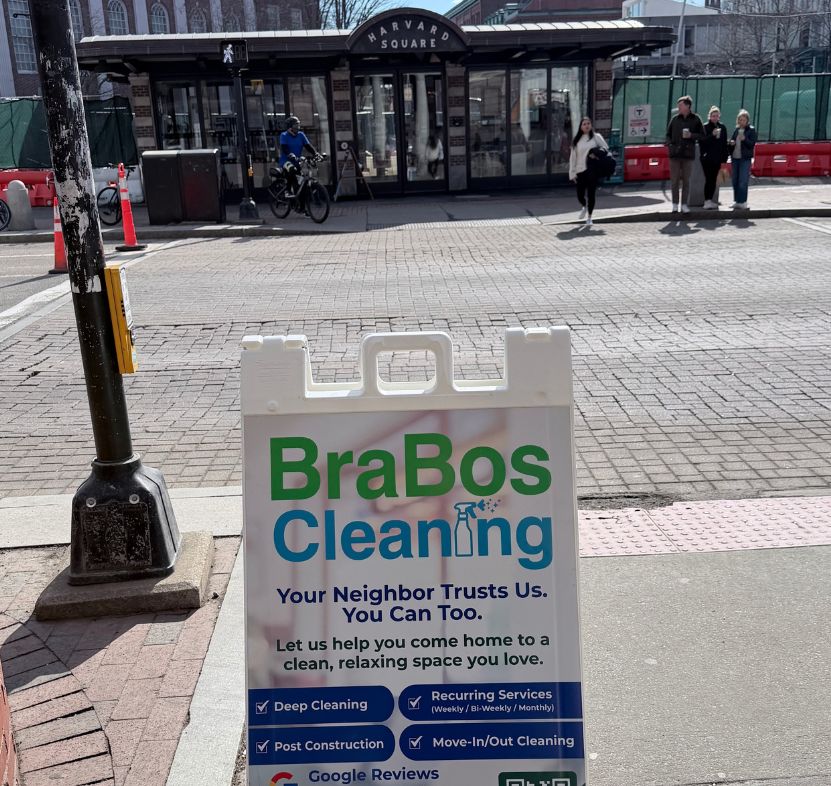 HARVARD
SQUARE
BraBos
Cleaning
Your Neighbor Trusts Us.
You Can Too.
Let us help you come home to a
clean, relaxing space you love.
Deep Cleaning
Recurring Services
(Weekly / Bi-Weekly / Monthly)
Post Construction
Move-In/Out Cleaning
Google Reviews